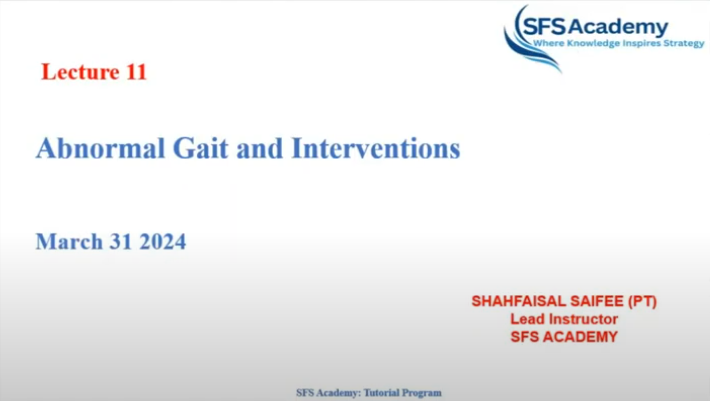 SFS Academy
Where Knowledge Inspires Strategy
Lecture 11
Abnormal Gait and Interventions
March 31 2024
SHAHFAISAL SAIFEE (PT)
Lead Instructor
SFS ACADEMY
SFS Academy: Tutorial Program